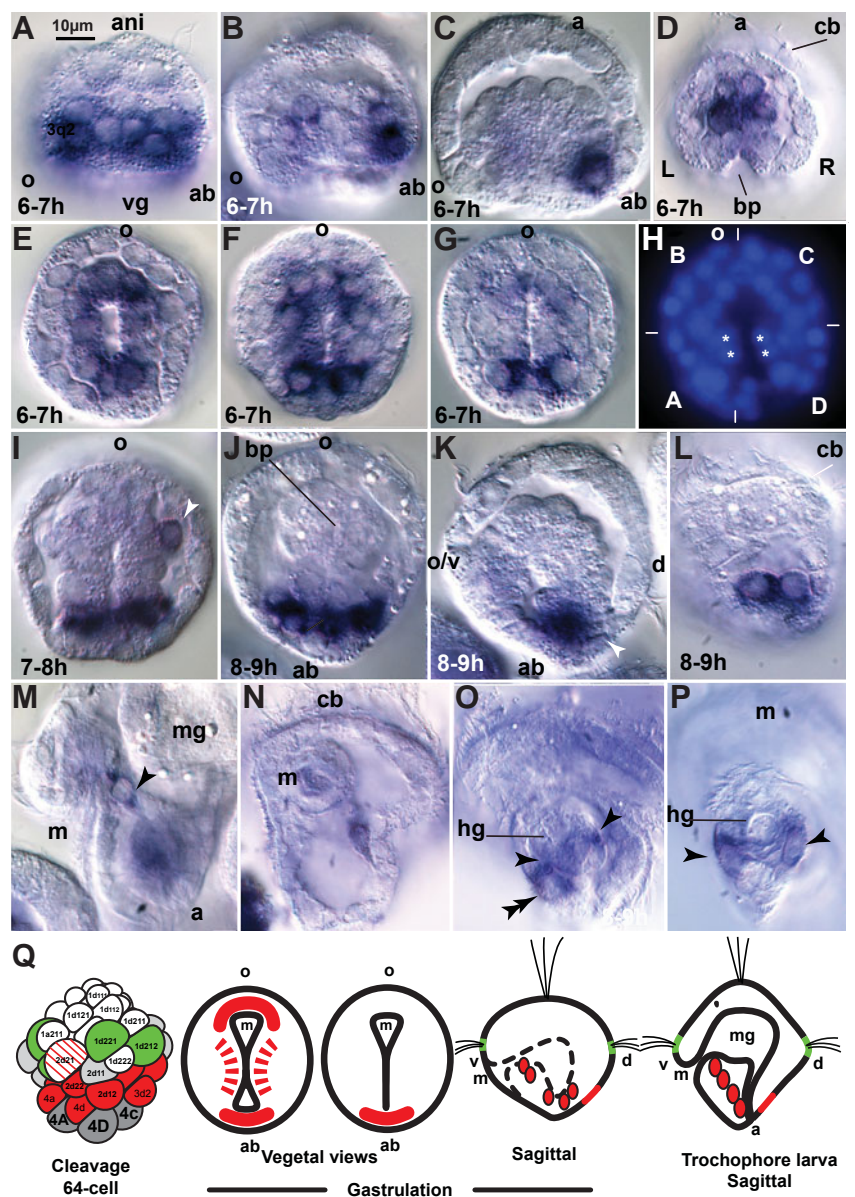 A
10µm
ani
3q2
o
vg
ab
6-7h
B
o
ab
6-7h
C
a
o
ab
6-7h
D
a
cb
L
R
6-7h
bp
E
o
6-7h
F
o
6-7h
G
o
6-7h
H
o
B
C
*
*
*
*
A
D
I
o
7-8h
J
bp
o
8-9h
ab
K
o/v
d
8-9h
ab
L
cb
8-9h
M
mg
m
a
N
cb
m
O
hg
P
m
hg
Q
1d111
1d112
1d121
1d211
1a211
1d221
1d212
1d222
2d21
2d11
2d22
2d12
3d2
4a
4d
4A
4D
4c
Cleavage
64-cell
o
m
ab
o
m
ab
Vegetal views
v
m
d
Sagittal
Gastrulation
mg
v
m
d
a
Trochophore larva
Sagittal